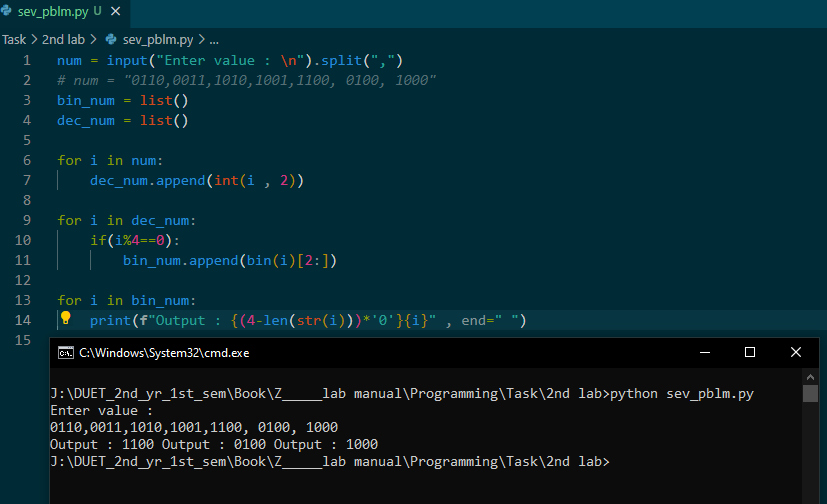 sev_pblm.py U ×
Task > 2nd lab > sev_pblm.py > ...
1 num = input("Enter value : \n").split(",")
2 # num = "0110,0011,1010,1001,1100, 0100, 1000"
3 bin_num = list()
4 dec_num = list()
5
6 for i in num:
7     dec_num.append(int(i , 2))
8
9 for i in dec_num:
10     if(i%4==0):
11         bin_num.append(bin(i)[2:])
12
13 for i in bin_num:
14     print(f"Output : {(4-len(str(i)))*'0'}{i}" , end=" ")
15
C:\Windows\System32\cmd.exe
J:\DUET_2nd_yr_1st_sem\Book\Z_____lab manual\Programming\Task\2nd lab>python sev_pblm.py
Enter value :
0110,0011,1010,1001,1100, 0100, 1000
Output : 1100 Output : 0100 Output : 1000
J:\DUET_2nd_yr_1st_sem\Book\Z_____lab manual\Programming\Task\2nd lab>